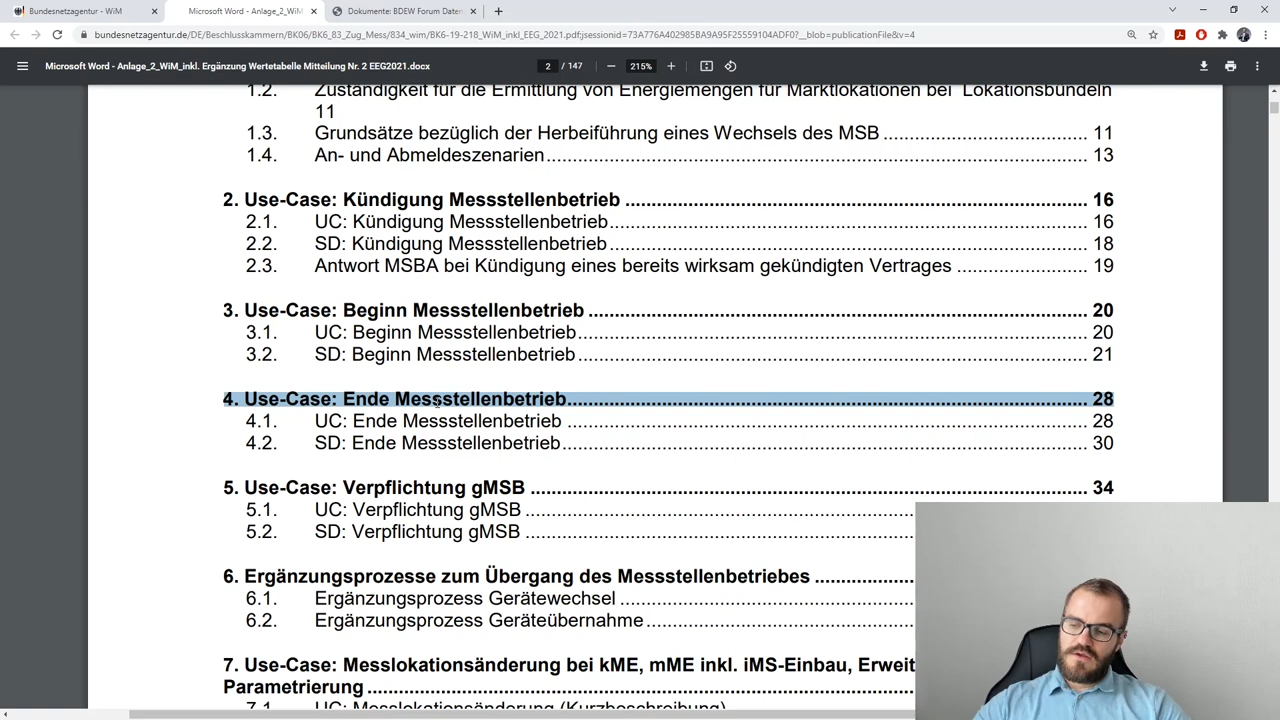 Bundesnetzagentur - WiM
Microsoft Word - Anlage_2_WiM_in
Dokumente: BDEW Forum Daten
bundesnetzagentur.de/DE/Beschlusskammern/BK06/BK6_83_Zug_Mess/834_wim/BK6-19-218_WiM_inkl_EEG_2021.pdf;jsessionid=73A776A402985BA9A95F25559104ADF0?__blob=publicationFile&v=4
Microsoft Word - Anlage_2_WiM_inkl. Ergänzung Wertetabelle Mitteilung Nr. 2 EEG2021.docx
2 / 147
215%
1.2. Zuständigkeit für die Ermittlung von Energiemengen für Marktlokationen bei Lokationsbündeln
11
1.3. Grundsätze bezüglich der Herbeiführung eines Wechsels des MSB ........ 11
1.4. An- und Abmeldeszenarien ........ 13
2. Use-Case: Kündigung Messstellenbetrieb ........ 16
2.1. UC: Kündigung Messstellenbetrieb ........ 16
2.2. SD: Kündigung Messstellenbetrieb ........ 18
2.3. Antwort MSBA bei Kündigung eines bereits wirksam gekündigten Vertrages ........ 19
3. Use-Case: Beginn Messstellenbetrieb ........ 20
3.1. UC: Beginn Messstellenbetrieb ........ 20
3.2. SD: Beginn Messstellenbetrieb ........ 21
4. Use-Case: Ende Messstellenbetrieb ........ 28
4.1. UC: Ende Messstellenbetrieb ........ 28
4.2. SD: Ende Messstellenbetrieb ........ 30
5. Use-Case: Verpflichtung gMSB ........ 34
5.1. UC: Verpflichtung gMSB ........
5.2. SD: Verpflichtung gMSB ........
6. Ergänzungsprozesse zum Übergang des Messstellenbetriebes ........
6.1. Ergänzungsprozess Gerätewechsel ........
6.2. Ergänzungsprozess Geräteübernahme ........
7. Use-Case: Messlokationsänderung bei kME, mME inkl. iMS-Einbau, Erweit
Parametrierung ........
7.1. UC: Messlokationsänderung (Kurzbeschreibung)